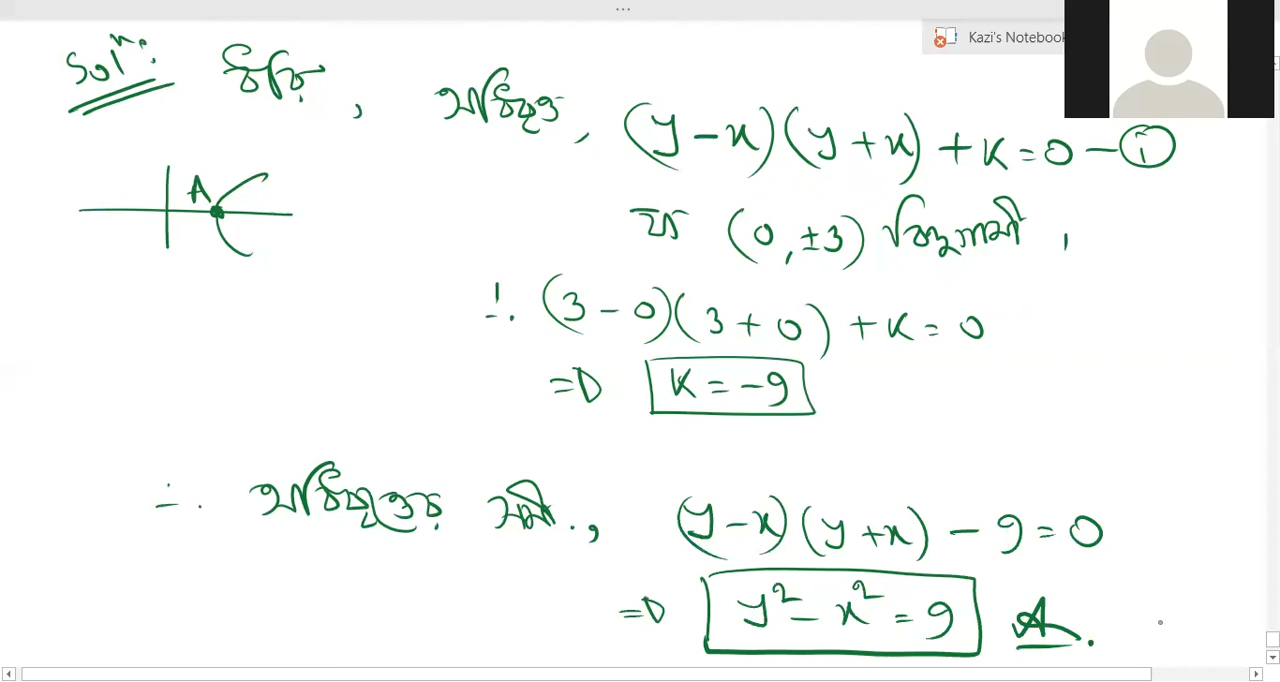 ...
Kazi's Notebook
Solⁿ: ধরি, অধিবৃত্ত, (y-x)(y+x)+K=0 —①
A
যা (0, ±3) বিন্দুগামী,
∴ (3-0)(3+0)+K=0
⇒ K=-9
∴ অধিবৃত্তের সমী., (y-x)(y+x)-9=0
⇒ y²-x²=9 A.